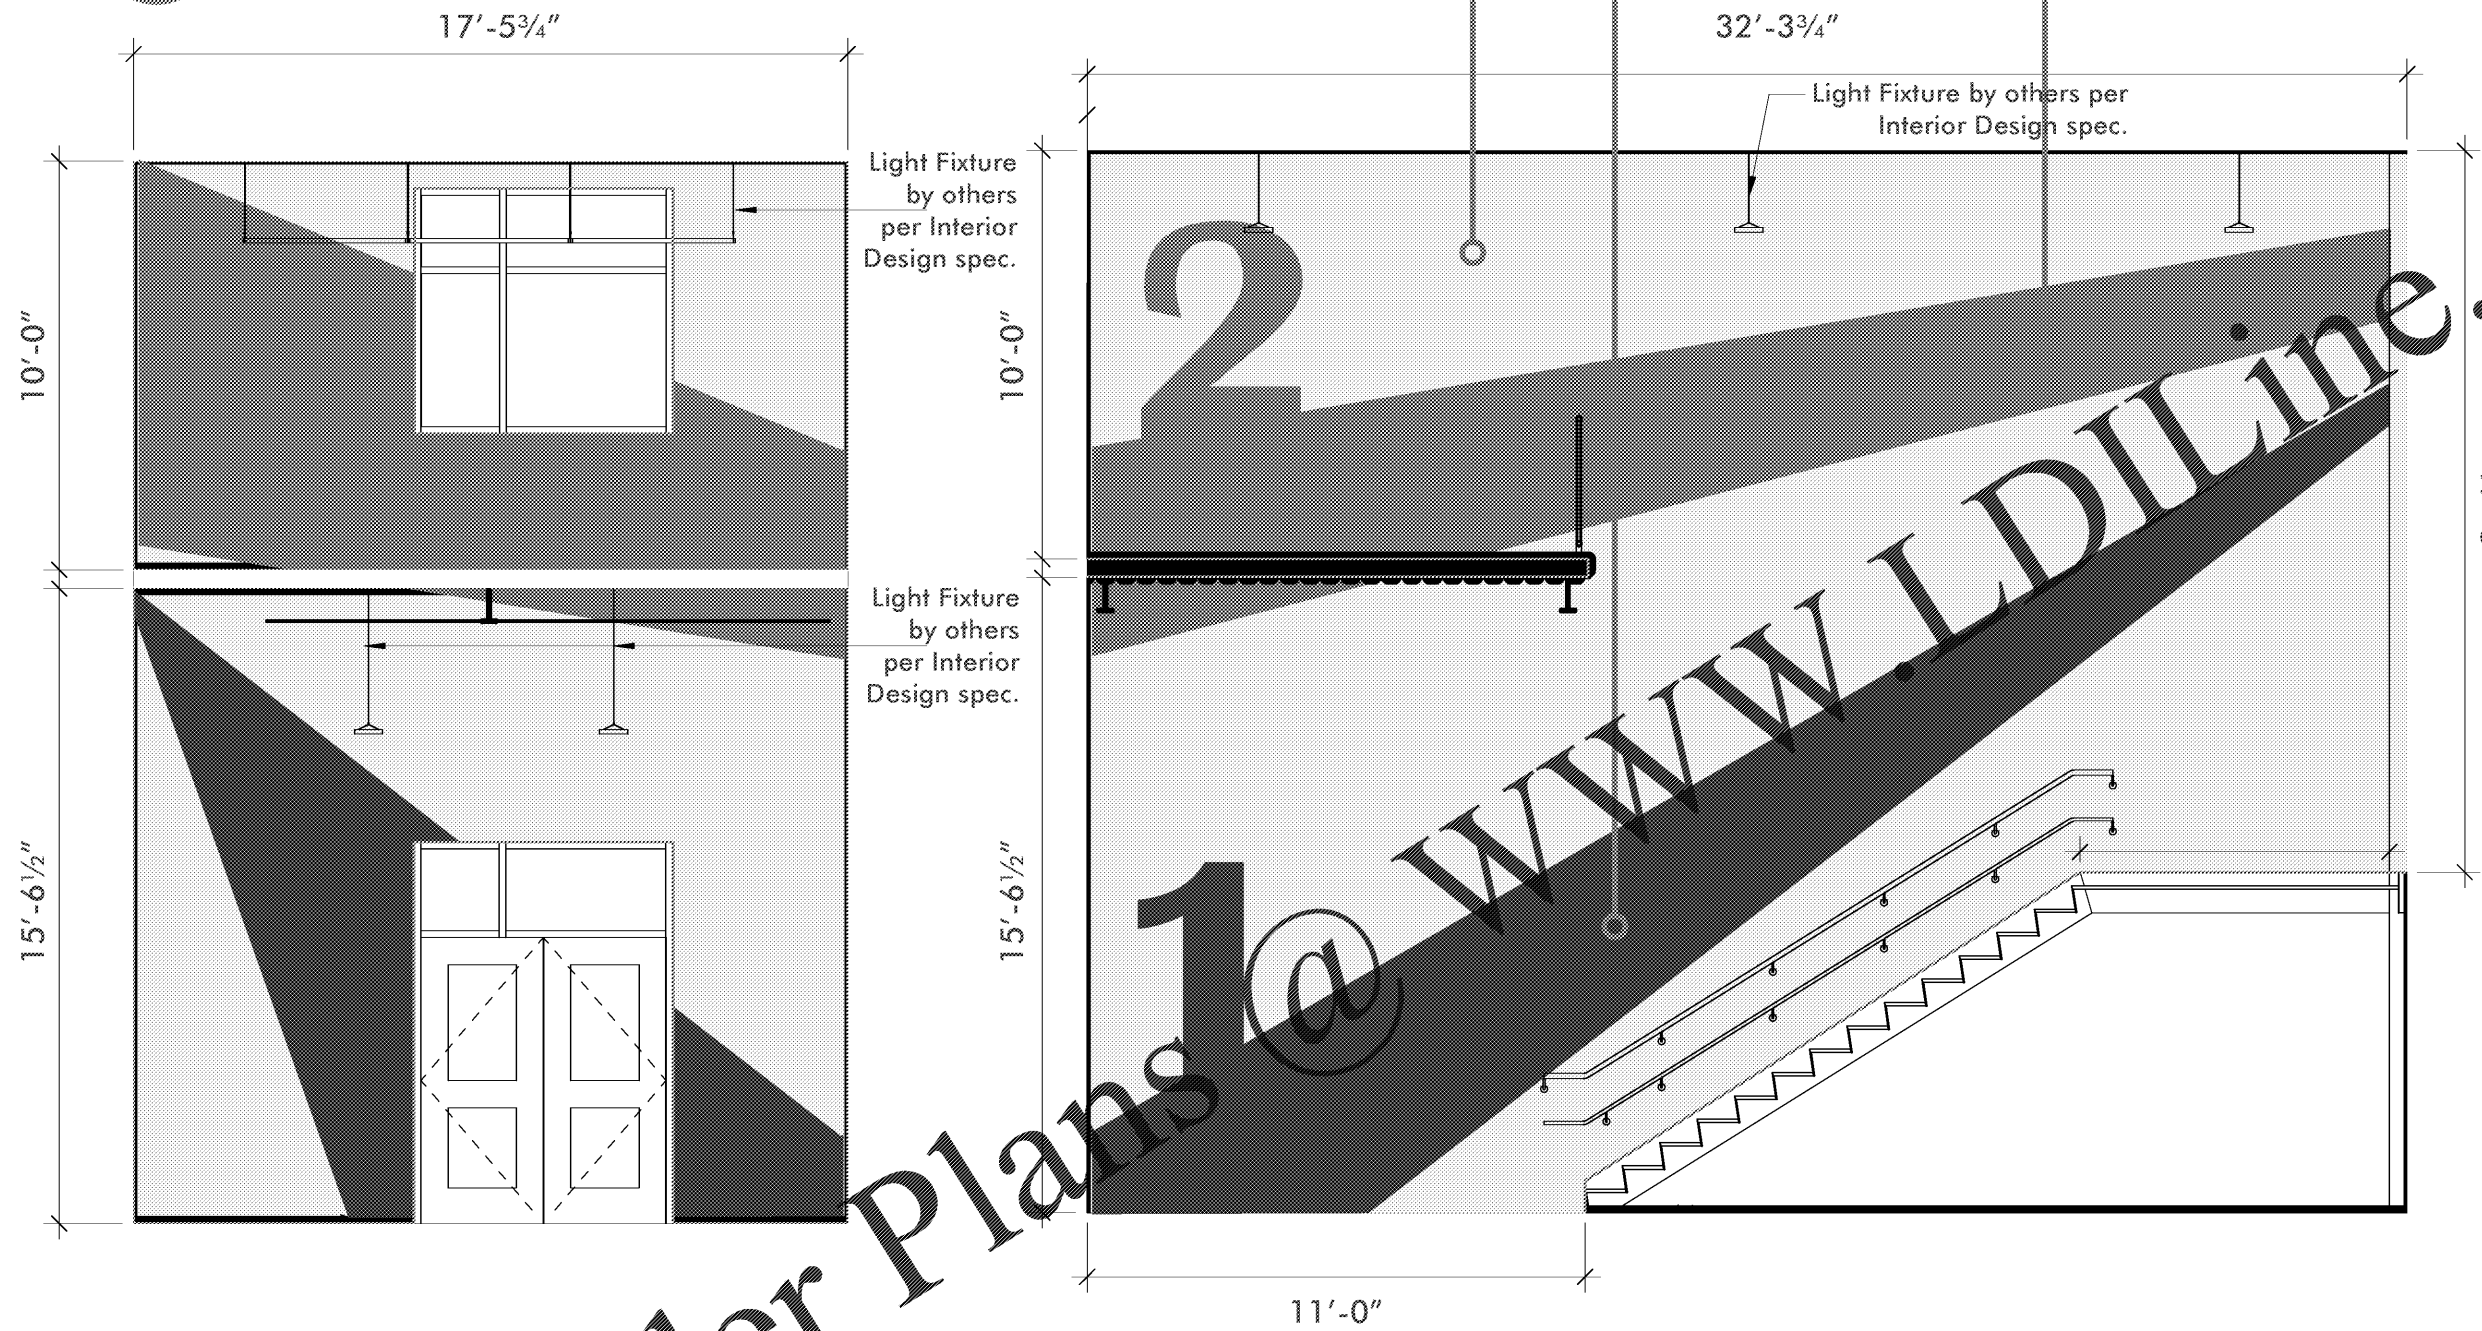 17'-5¾"
32'-3¾"
Light Fixture by others per
Interior Design spec.
Light Fixture
by others
per Interior
Design spec.
10'-0"
10'-0"
2
Light Fixture
by others
per Interior
Design spec.
15'-6½"
15'-6½"
1
Plans @ www.LDILine.
11'-0"